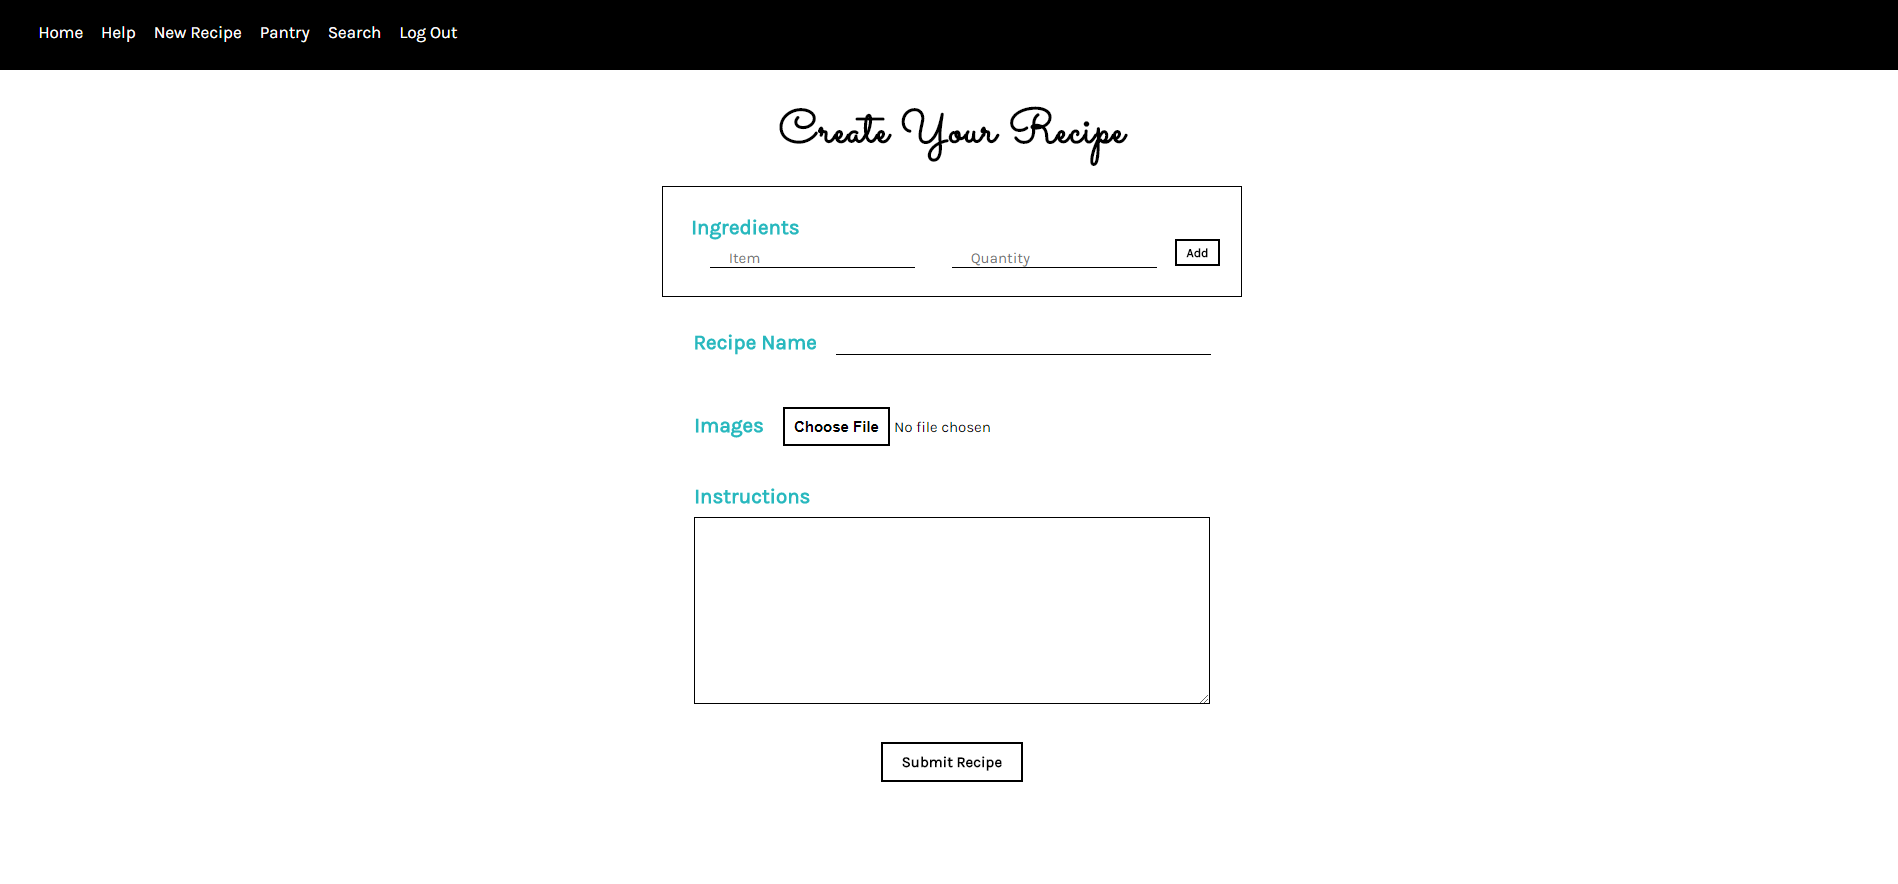 Home Help New Recipe Pantry Search Log Out
Create Your Recipe
Ingredients
Item Quantity Add
Recipe Name
Images Choose File No file chosen
Instructions
Submit Recipe